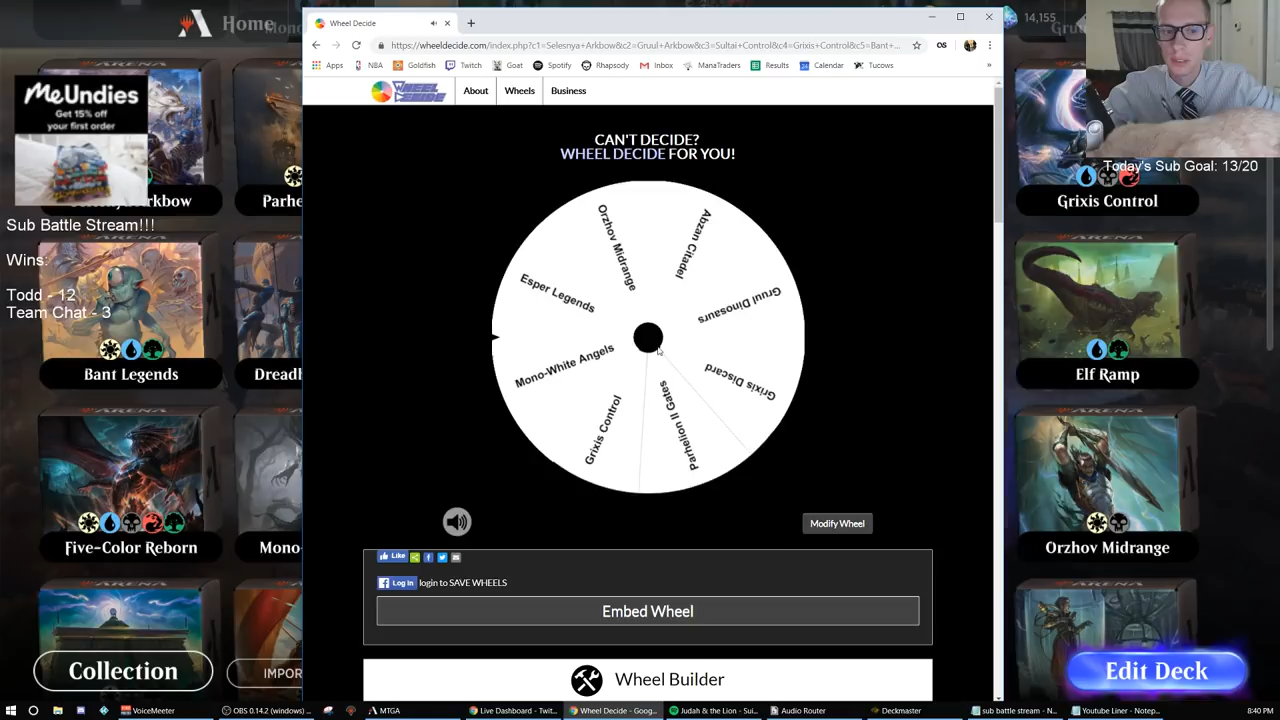 ARENA
Home
14,155
Wheel Decide
https://wheeldecide.com/index.php?c1=Selesnya+Arkbow&c2=Gruul+Arkbow&c3=Sultai+Control&c4=Grixis+Control&c5=Bant+...
Apps
NBA
Goldfish
Twitch
Goat
Spotify
Rhapsody
Inbox
ManaTraders
Results
Calendar
Tucows
»
WHEEL DECIDE
About
Wheels
Business
CAN'T DECIDE?
WHEEL DECIDE FOR YOU!
Orzhov Midrange
Abzan Citadel
Esper Legends
Gruul Dinosaurs
Mono-White Angels
Grixis Discard
Grixis Control
Parhelion II Gates
Modify Wheel
Like
Log In
login to SAVE WHEELS
Embed Wheel
Wheel Builder
MeUndies
Get 15% off
your first order
kbow
Parhe
Sub Battle Stream!!!
Wins:
Todd - 12
Team Chat - 3
Bant Legends
Dread
Five-Color Reborn
Mono-
Collection
IMPOR
Gru
Today's Sub Goal: 13/20
Grixis Control
Elf Ramp
Orzhov Midrange
Edit Deck
VoiceMeeter
OBS 0.14.2 (windows) ...
MTGA
Live Dashboard - Twit...
Wheel Decide - Goog...
Judah & the Lion - Sui...
Audio Router
Deckmaster
sub battle stream - N...
Youtube Liner - Notep...
8:40 PM